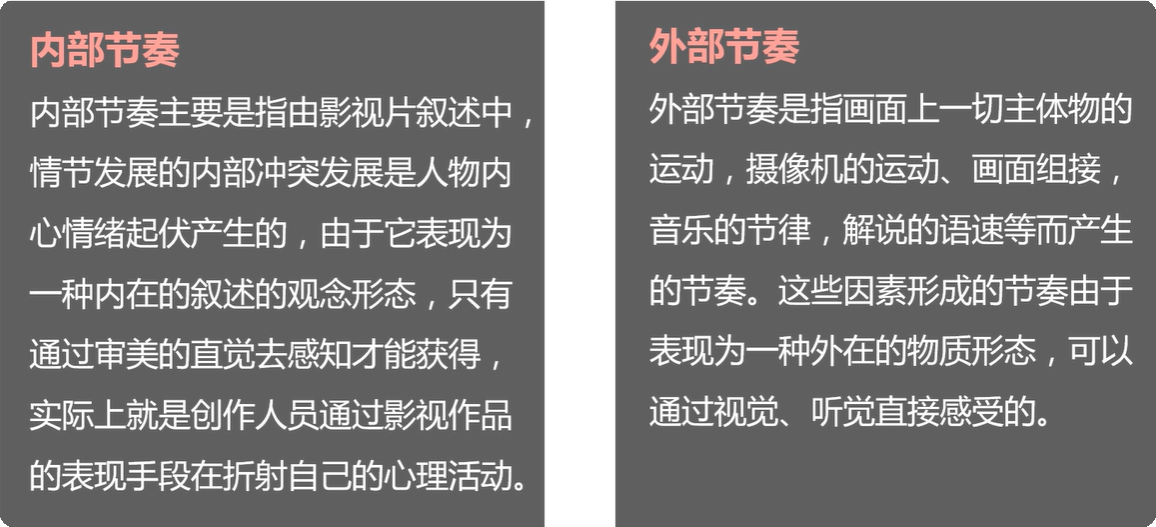 内部节奏
内部节奏主要是指由影视片叙述中，
情节发展的内部冲突发展是人物内
心情绪起伏产生的，由于它表现为
一种内在的叙述的观念形态，只有
通过审美的直觉去感知才能获得，
实际上就是创作人员通过影视作品
的表现手段在折射自己的心理活动。
外部节奏
外部节奏是指画面上一切主体物的
运动，摄像机的运动、画面组接，
音乐的节律，解说的语速等而产生
的节奏。这些因素形成的节奏由于
表现为一种外在的物质形态，可以
通过视觉、听觉直接感受的。